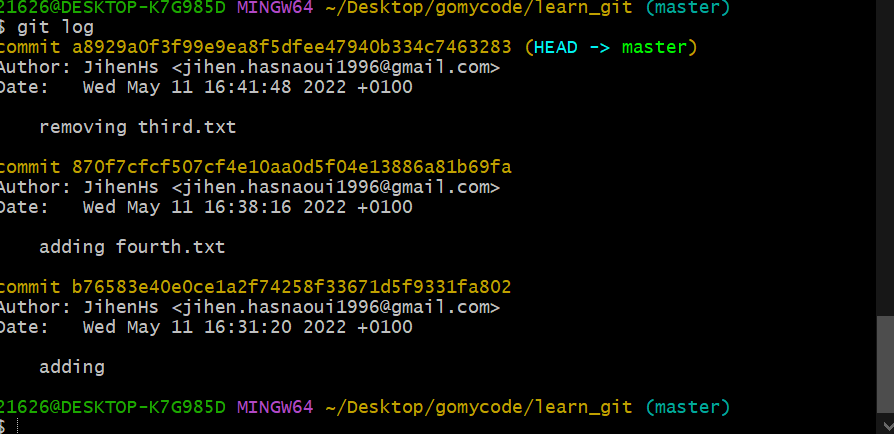 21626@DESKTOP-K7G985D MINGW64 ~/Desktop/gomycode/learn_git (master)
$ git log
commit a8929a0f3f99e9ea8f5dfee47940b334c7463283 (HEAD -> master)
Author: JihenHs <jihen.hasnaoui1996@gmail.com>
Date:   Wed May 11 16:41:48 2022 +0100
    removing third.txt
commit 870f7cfcf507cf4e10aa0d5f04e13886a81b69fa
Author: JihenHs <jihen.hasnaoui1996@gmail.com>
Date:   Wed May 11 16:38:16 2022 +0100
    adding fourth.txt
commit b76583e40e0ce1a2f74258f33671d5f9331fa802
Author: JihenHs <jihen.hasnaoui1996@gmail.com>
Date:   Wed May 11 16:31:20 2022 +0100
    adding
21626@DESKTOP-K7G985D MINGW64 ~/Desktop/gomycode/learn_git (master)
$